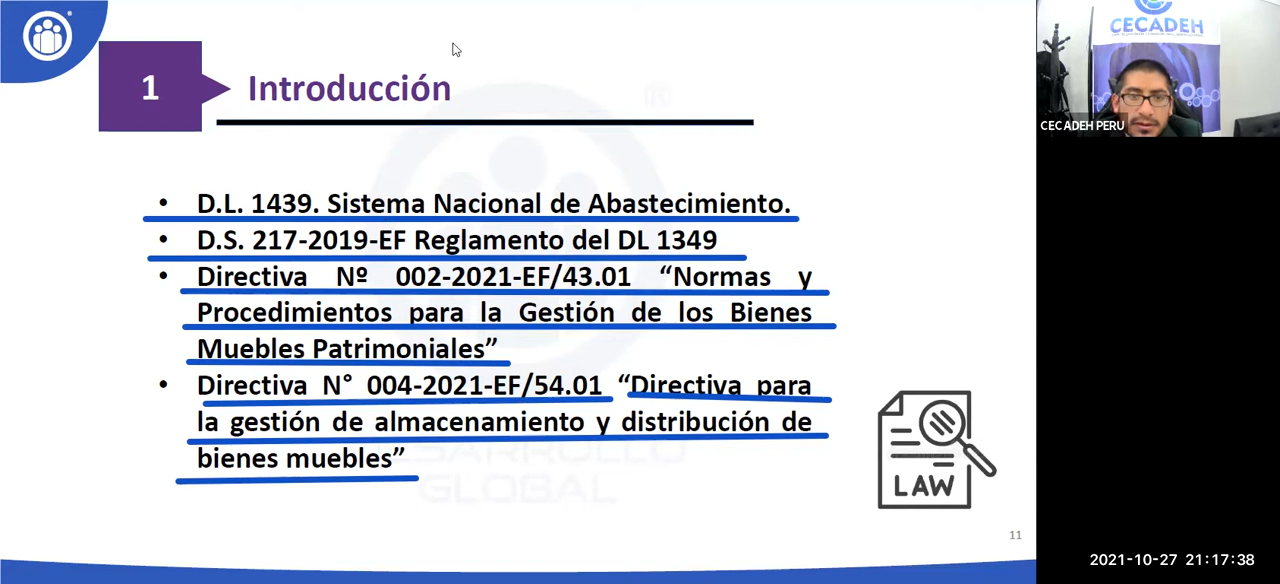 CECADEH
1
Introducción
CECADEH PERU
• D.L. 1439. Sistema Nacional de Abastecimiento.
• D.S. 217-2019-EF Reglamento del DL 1349
• Directiva Nº 002-2021-EF/43.01 “Normas y
Procedimientos para la Gestión de los Bienes
Muebles Patrimoniales”
• Directiva N° 004-2021-EF/54.01 “Directiva para
la gestión de almacenamiento y distribución de
bienes muebles”
DESARROLLO
GLOBAL
LAW
11
2021-10-27 21:17:38